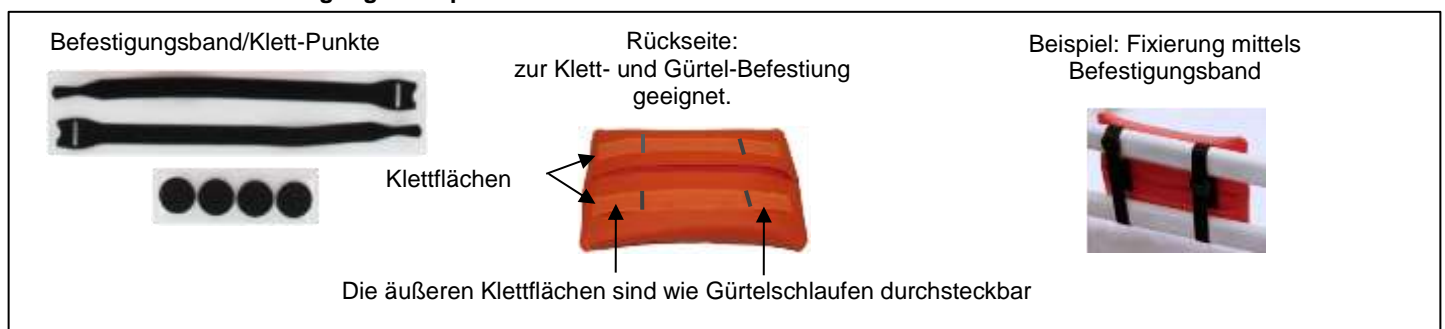 Befestigungsband/Klett-Punkte
Rückseite:
zur Klett- und Gürtel-Befestiung
geeignet.
Beispiel: Fixierung mittels
Befestigungsband
Klettflächen
Die äußeren Klettflächen sind wie Gürtelschlaufen durchsteckbar